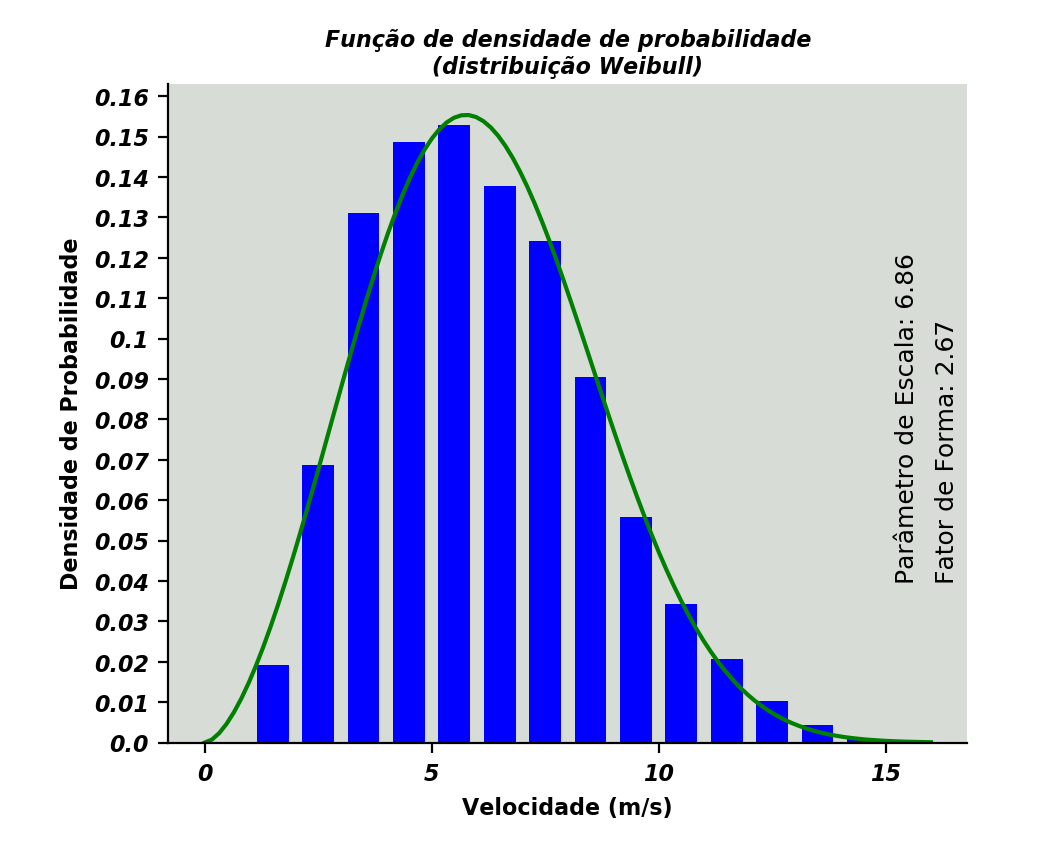 Função de densidade de probabilidade
(distribuição Weibull)
0.16
0.15
0.14
0.13
0.12
0.11
0.1
0.09
0.08
0.07
0.06
0.05
0.04
0.03
0.02
0.01
0.0
Densidade de Probabilidade
Parâmetro de Escala: 6.86
Fator de Forma: 2.67
0 5 10 15
Velocidade (m/s)